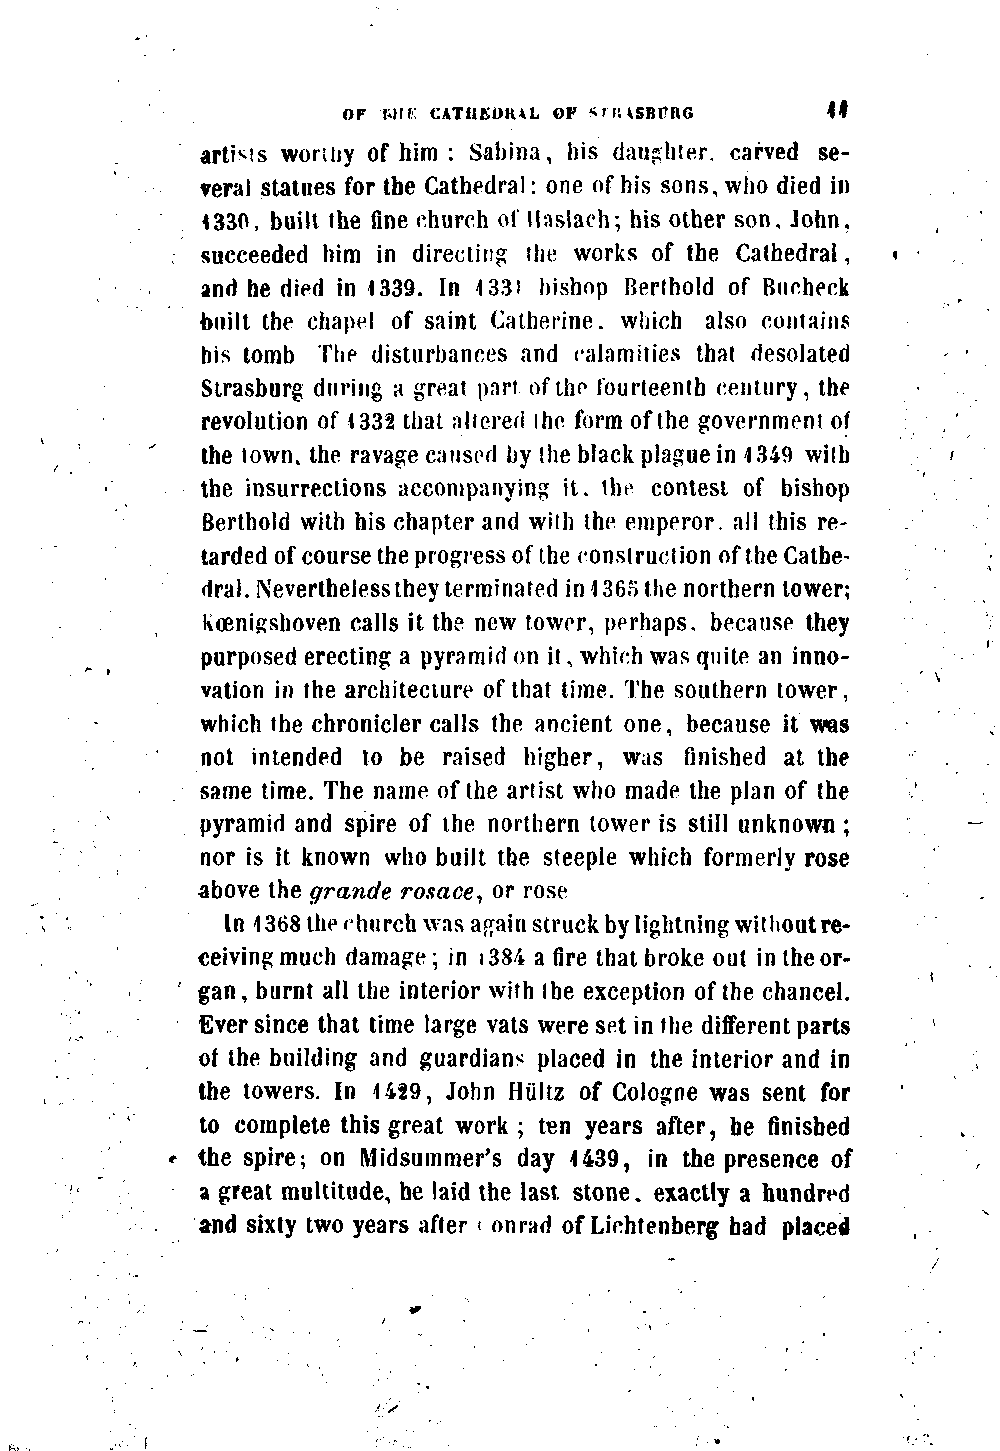 OF THE CATHEDRAL OF STRASBURG 11
artists worthy of him : Sabina, his daughter. carved se-
veral statues for the Cathedral: one of his sons, who died in
1330, built the fine church of Haslach; his other son, John,
succeeded him in directing the works of the Cathedral,
and he died in 1339. In 1331 bishop Berthold of Bucheck
built the chapel of saint Catherine. which also contains
his tomb The disturbances and calamities that desolated
Strasburg during a great part of the fourteenth century, the
revolution of 1332 that altered the form of the government of
the town, the ravage caused by the black plague in 1349 with
the insurrections accompanying it. the contest of bishop
Berthold with his chapter and with the emperor. all this re-
tarded of course the progress of the construction of the Cathe-
dral. Nevertheless they terminated in 1365 the northern tower;
Kœnigshoven calls it the new tower, perhaps. because they
purposed erecting a pyramid on it, which was quite an inno-
vation in the architecture of that time. The southern tower,
which the chronicler calls the ancient one, because it was
not intended to be raised higher, was finished at the
same time. The name of the artist who made the plan of the
pyramid and spire of the northern tower is still unknown;
nor is it known who built the steeple which formerly rose
above the grande rosace, or rose
In 1368 the church was again struck by lightning without re-
ceiving much damage; in 1384 a fire that broke out in the or-
gan, burnt all the interior with the exception of the chancel.
Ever since that time large vats were set in the different parts
of the building and guardians placed in the interior and in
the towers. In 1429, John Hültz of Cologne was sent for
to complete this great work ; ten years after, he finished
the spire; on Midsummer's day 1439, in the presence of
a great multitude, he laid the last stone. exactly a hundred
and sixty two years after Conrad of Lichtenberg had placed